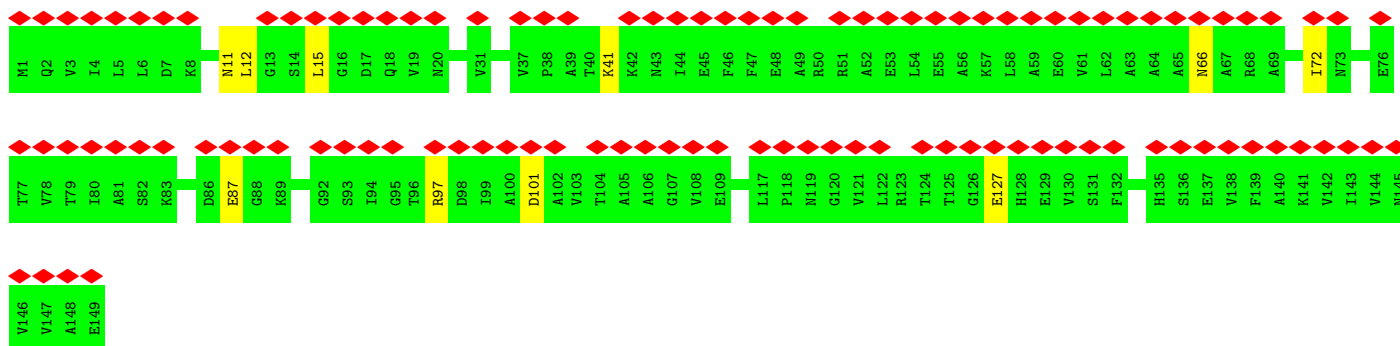 M1 Q2 V3 I4 L5 L6 D7 K8 N11 L12 G13 S14 L15 G16 D17 Q18 V19 N20 V31 V37 P38 A39 T40 K41 K42 N43 I44 E45 F46 F47 E48 A49 R50 R51 A52 E53 L54 E55 A56 K57 L58 A59 E60 V61 L62 A63 A64 A65 N66 A67 R68 A69 I72 N73 E76
T77 V78 T79 I80 A81 S82 K83 D86 E87 G88 K89 G92 S93 I94 G95 T96 R97 D98 I99 A100 D101 A102 V103 T104 A105 A106 G107 V108 E109 L117 P118 N119 G120 V121 L122 R123 T124 T125 G126 E127 H128 E129 V130 S131 F132 H135 S136 E137 V138 F139 A140 K141 V142 I143 V144 N145
V146 V147 A148 E149